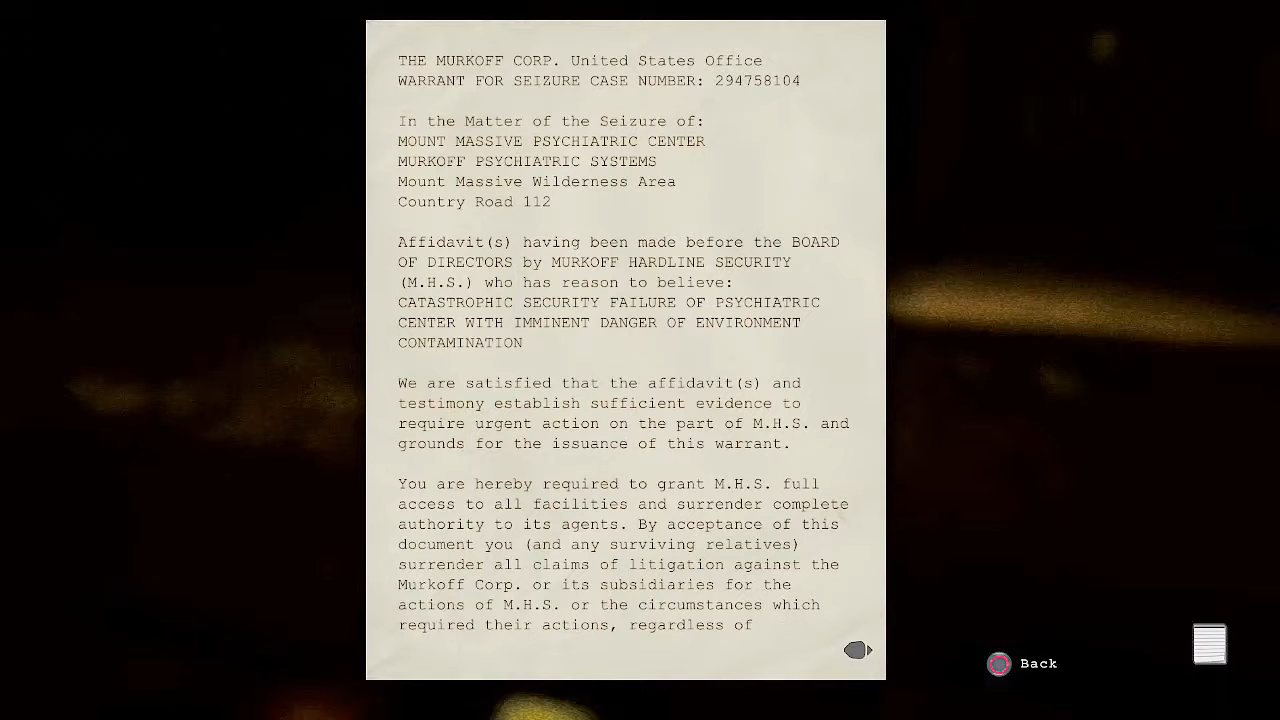 THE MURKOFF CORP. United States Office
WARRANT FOR SEIZURE CASE NUMBER: 294758104
In the Matter of the Seizure of:
MOUNT MASSIVE PSYCHIATRIC CENTER
MURKOFF PSYCHIATRIC SYSTEMS
Mount Massive Wilderness Area
Country Road 112
Affidavit(s) having been made before the BOARD
OF DIRECTORS by MURKOFF HARDLINE SECURITY
(M.H.S.) who has reason to believe:
CATASTROPHIC SECURITY FAILURE OF PSYCHIATRIC
CENTER WITH IMMINENT DANGER OF ENVIRONMENT
CONTAMINATION
We are satisfied that the affidavit(s) and
testimony establish sufficient evidence to
require urgent action on the part of M.H.S. and
grounds for the issuance of this warrant.
You are hereby required to grant M.H.S. full
access to all facilities and surrender complete
authority to its agents. By acceptance of this
document you (and any surviving relatives)
surrender all claims of litigation against the
Murkoff Corp. or its subsidiaries for the
actions of M.H.S. or the circumstances which
required their actions, regardless of
Back